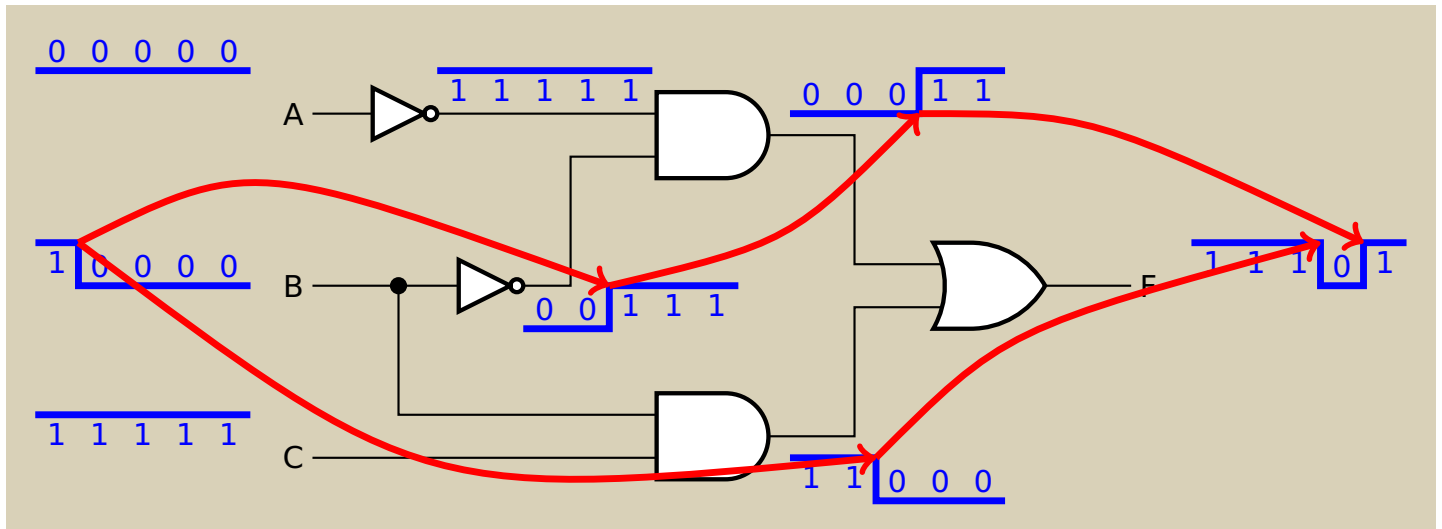 0 0 0 0 0
1 1 1 1 1
0 0 0 1 1
A
1 0 0 0 0
B
0 0 1 1 1
F
1 1 1 0 1
1 1 1 1 1
C
1 1 0 0 0